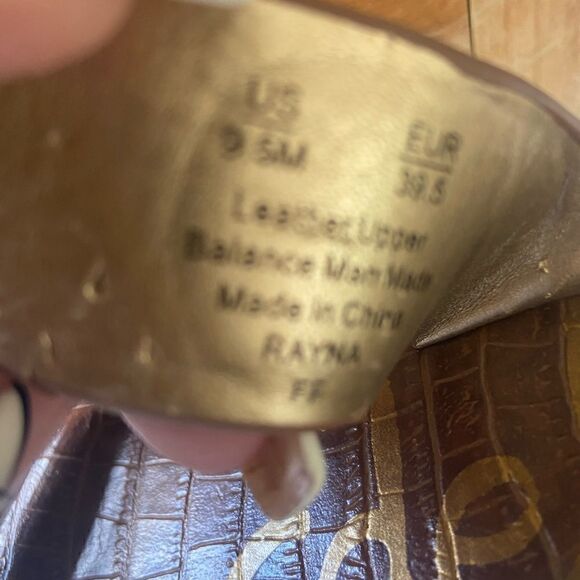 US EUR
9.5M 39.5
Leather Upper
Balance Man Made
Made in China
RAYNA
FF